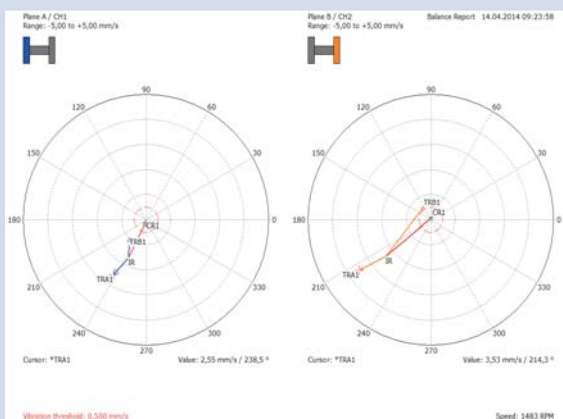 Plane A / CH1
Range: -5,00 to +5,00 mm/s
Plane B / CH2
Range: -5,00 to +5,00 mm/s
Balance Report 14.04.2014 09:23:58
90
120
60
150
30
180
0
210
330
240
300
270
CR1
TRB1
IR
TRA1
Cursor: *TRA1
Value: 2,55 mm/s / 238,5 °
90
120
60
150
30
180
0
210
330
240
300
270
TRB1
CR1
IR
TRA1
Cursor: *TRA1
Value: 3,53 mm/s / 214,3 °
Vibration threshold: 0,500 mm/s
Speed: 1483 RPM